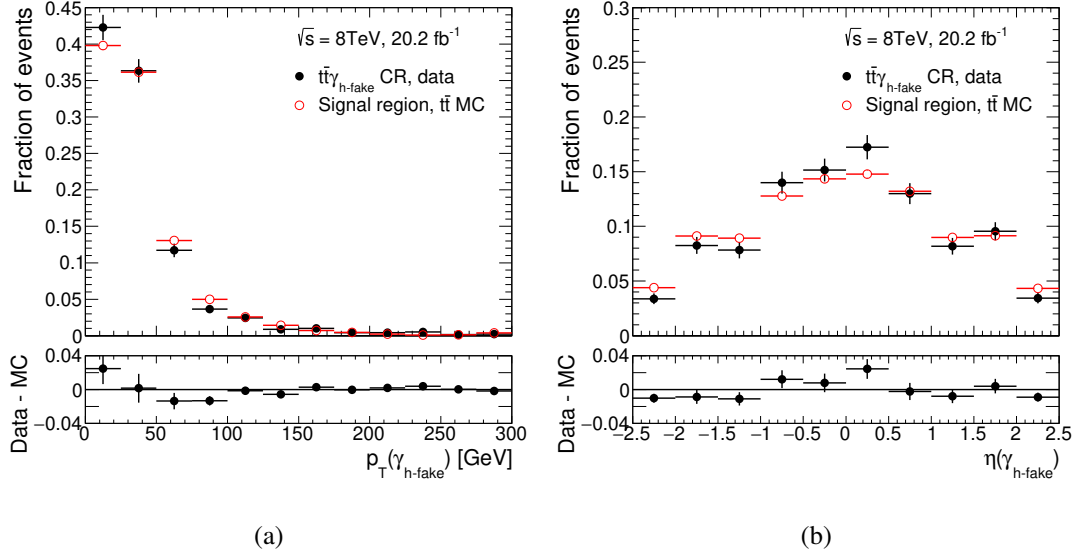 Fraction of events
0.45
0.4
0.35
0.3
0.25
0.2
0.15
0.1
0.05
0
√s = 8TeV, 20.2 fb⁻¹
tt̄γ_h-fake CR, data
Signal region, tt̄ MC
Data - MC
0.04
0
−0.04
0 50 100 150 200 250 300
p_T(γ_h-fake) [GeV]
(a)
Fraction of events
0.3
0.25
0.2
0.15
0.1
0.05
0
√s = 8TeV, 20.2 fb⁻¹
tt̄γ_h-fake CR, data
Signal region, tt̄ MC
Data - MC
0.04
0
−0.04
−2.5 −2 −1.5 −1 −0.5 0 0.5 1 1.5 2 2.5
η(γ_h-fake)
(b)